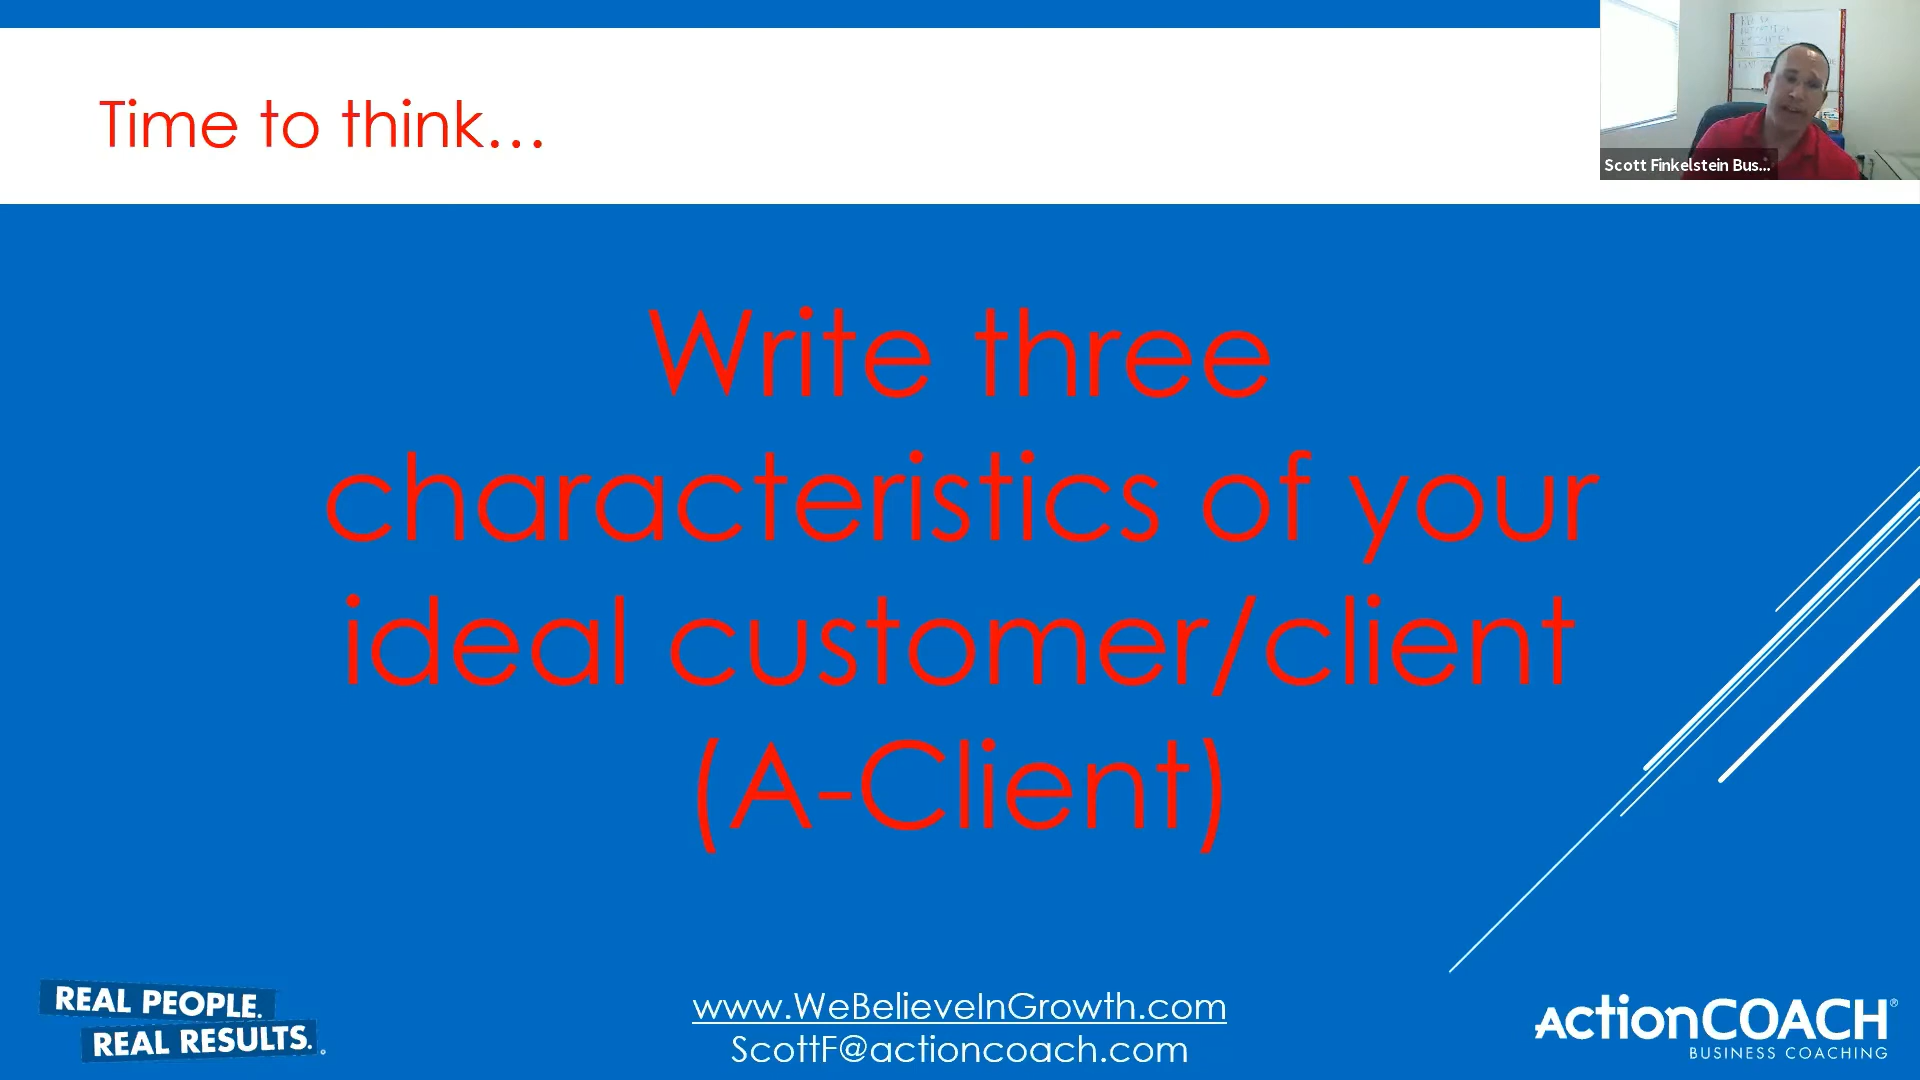 Time to think...
Scott Finkelstein Bus...
Write three
characteristics of your
ideal customer/client
(A-Client)
REAL PEOPLE.
REAL RESULTS.
www.WeBelieveInGrowth.com
ScottF@actioncoach.com
ActionCOACH®
BUSINESS COACHING